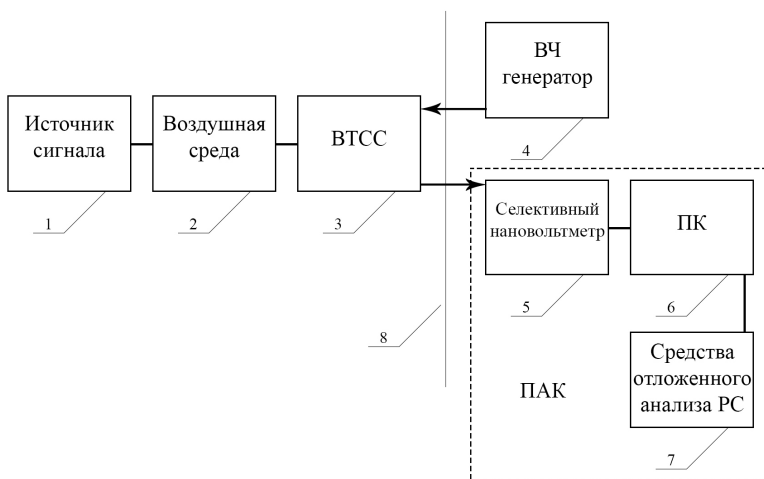 ВЧ
генератор
Источник
сигнала
Воздушная
среда
ВТСС
4
1
2
3
Селективный
нановольтметр
ПК
5
6
8
Средства
отложенного
анализа РС
ПАК
7